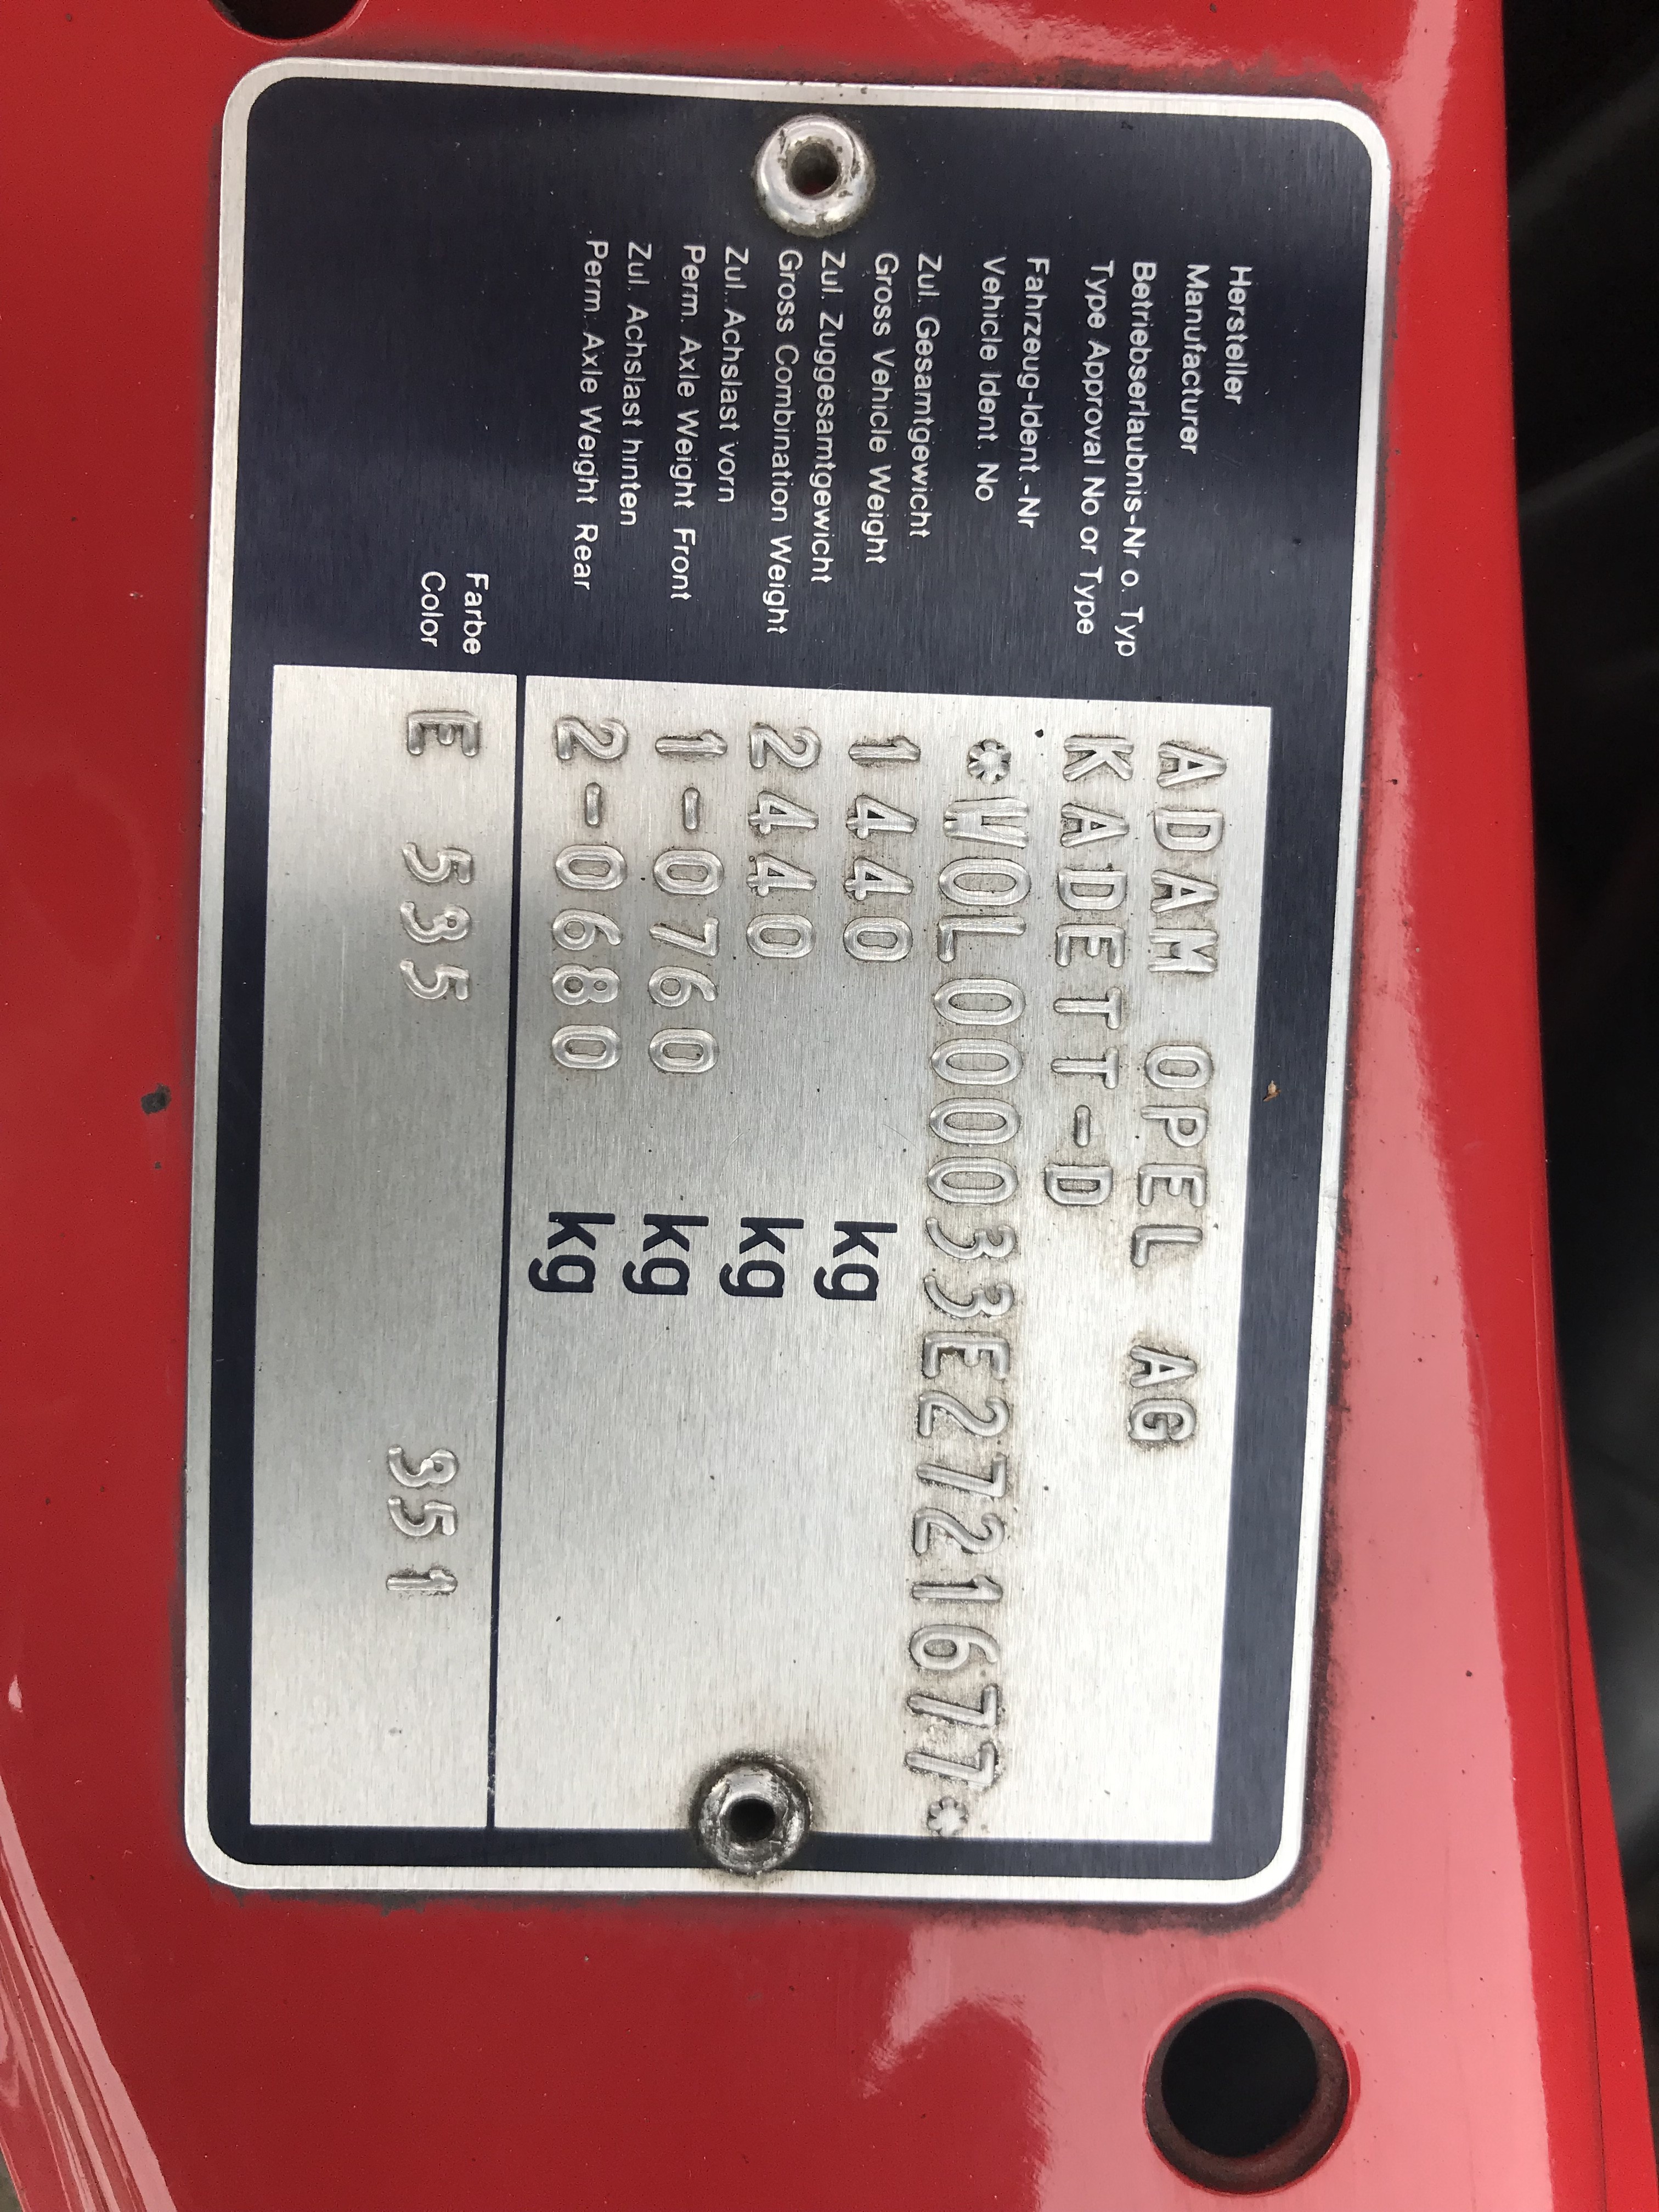 Hersteller
Manufacturer
ADAM OPEL AG
Betriebserlaubnis-Nr o. Typ
Type Approval No or Type
KADETT-D
Fahrzeug-Ident.-Nr
Vehicle Ident. No
*WOL000033E2721677*
Zul. Gesamtgewicht
Gross Vehicle Weight
1440 kg
Zul. Zuggesamtgewicht
Gross Combination Weight
2440 kg
Zul. Achslast vorn
Perm. Axle Weight Front
1-0760 kg
Zul. Achslast hinten
Perm. Axle Weight Rear
2-0680 kg
Farbe
Color
E 535 351